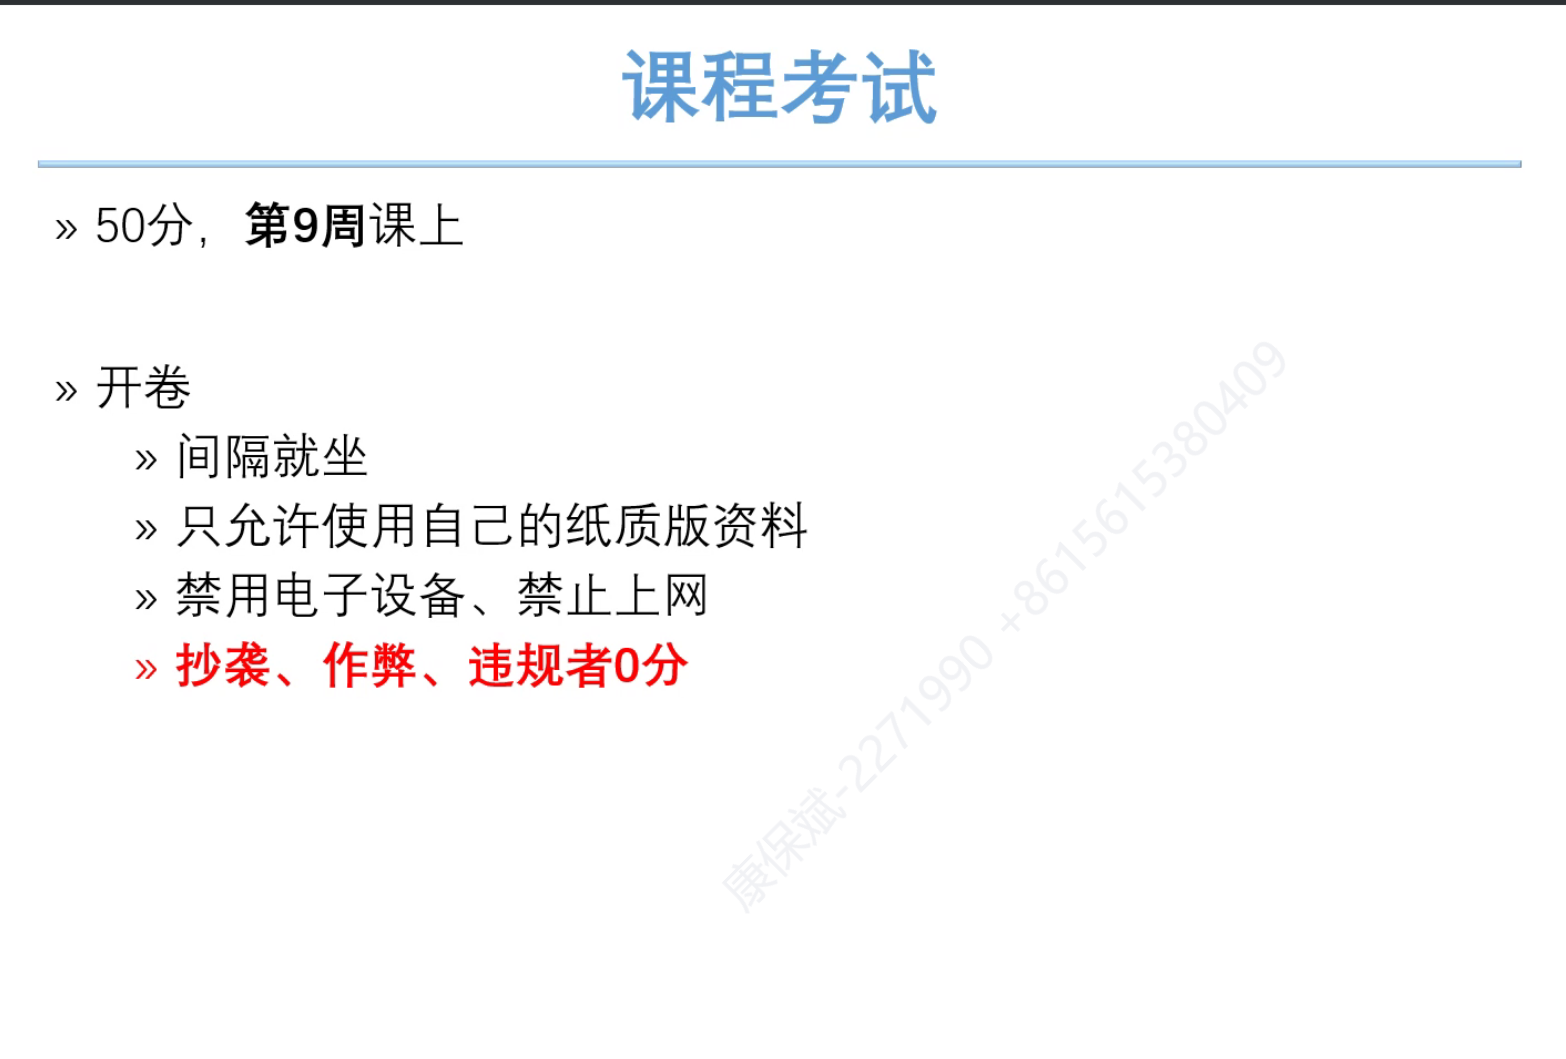 课程考试
» 50分，第9周课上
» 开卷
» 间隔就坐
» 只允许使用自己的纸质版资料
» 禁用电子设备、禁止上网
» 抄袭、作弊、违规者0分
康保斌-2271990 +8615615380409